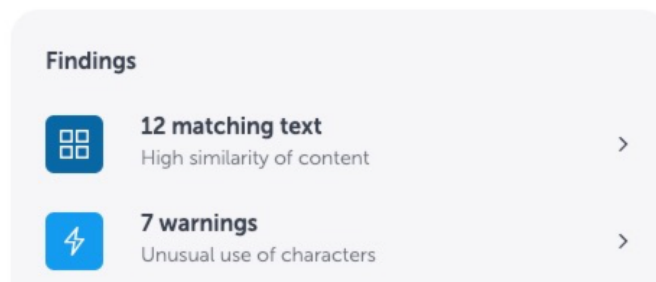 Findings
12 matching text
High similarity of content
7 warnings
Unusual use of characters